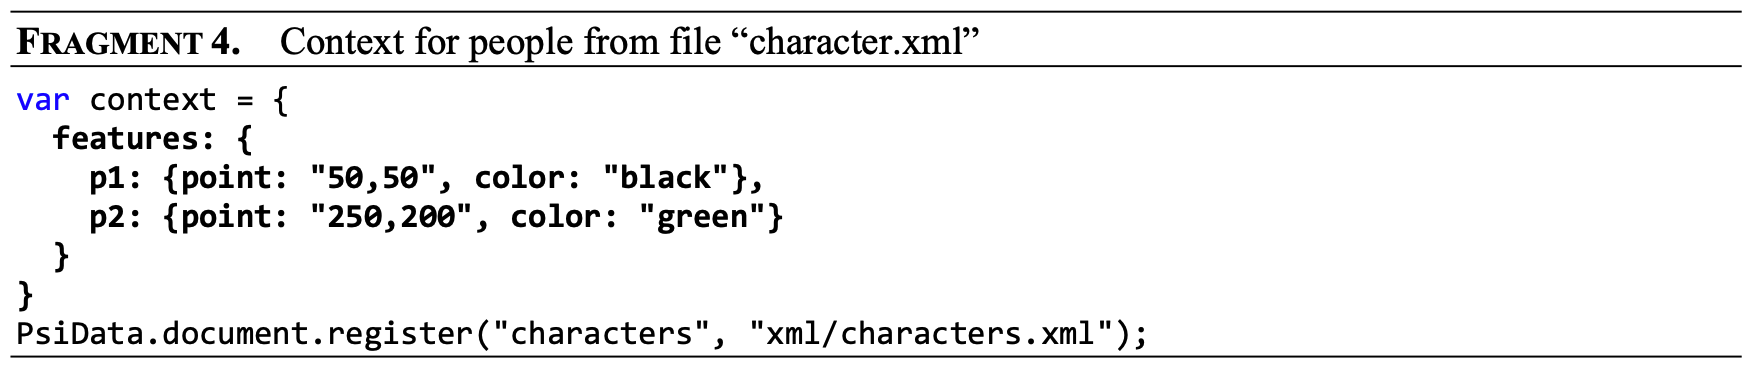 FRAGMENT 4. Context for people from file “character.xml”
var context = {
features: {
p1: {point: "50,50", color: "black"},
p2: {point: "250,200", color: "green"}
}
}
PsiData.document.register("characters", "xml/characters.xml");